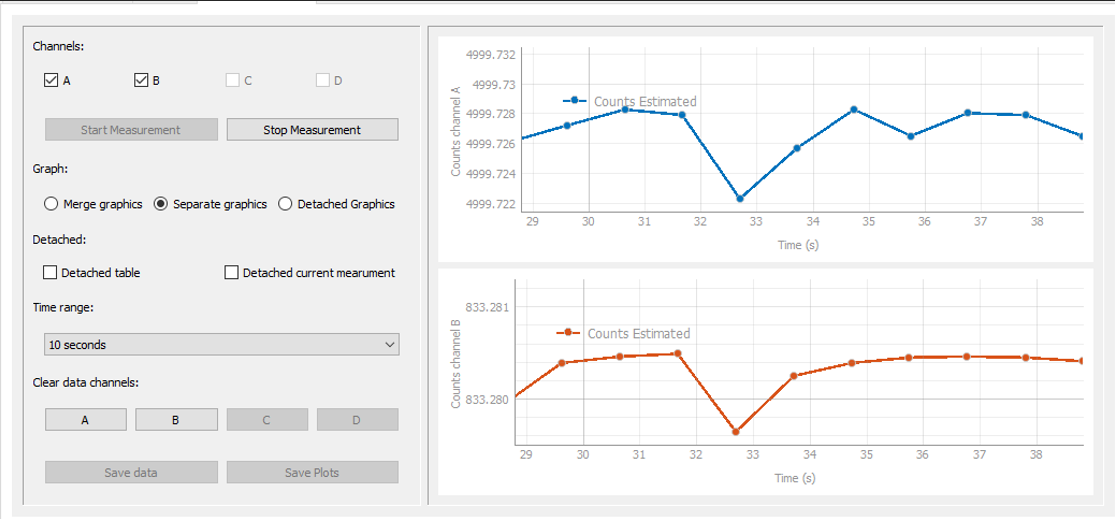 Channels:
A B C D
Start Measurement Stop Measurement
Graph:
Merge graphics Separate graphics Detached Graphics
Detached:
Detached table Detached current mearument
Time range:
10 seconds
Clear data channels:
A B C D
Save data Save Plots
Counts channel A
4999.732
4999.73
4999.728
4999.726
4999.724
4999.722
Counts Estimated
29 30 31 32 33 34 35 36 37 38
Time (s)
Counts channel B
833.281
833.280
Counts Estimated
29 30 31 32 33 34 35 36 37 38
Time (s)